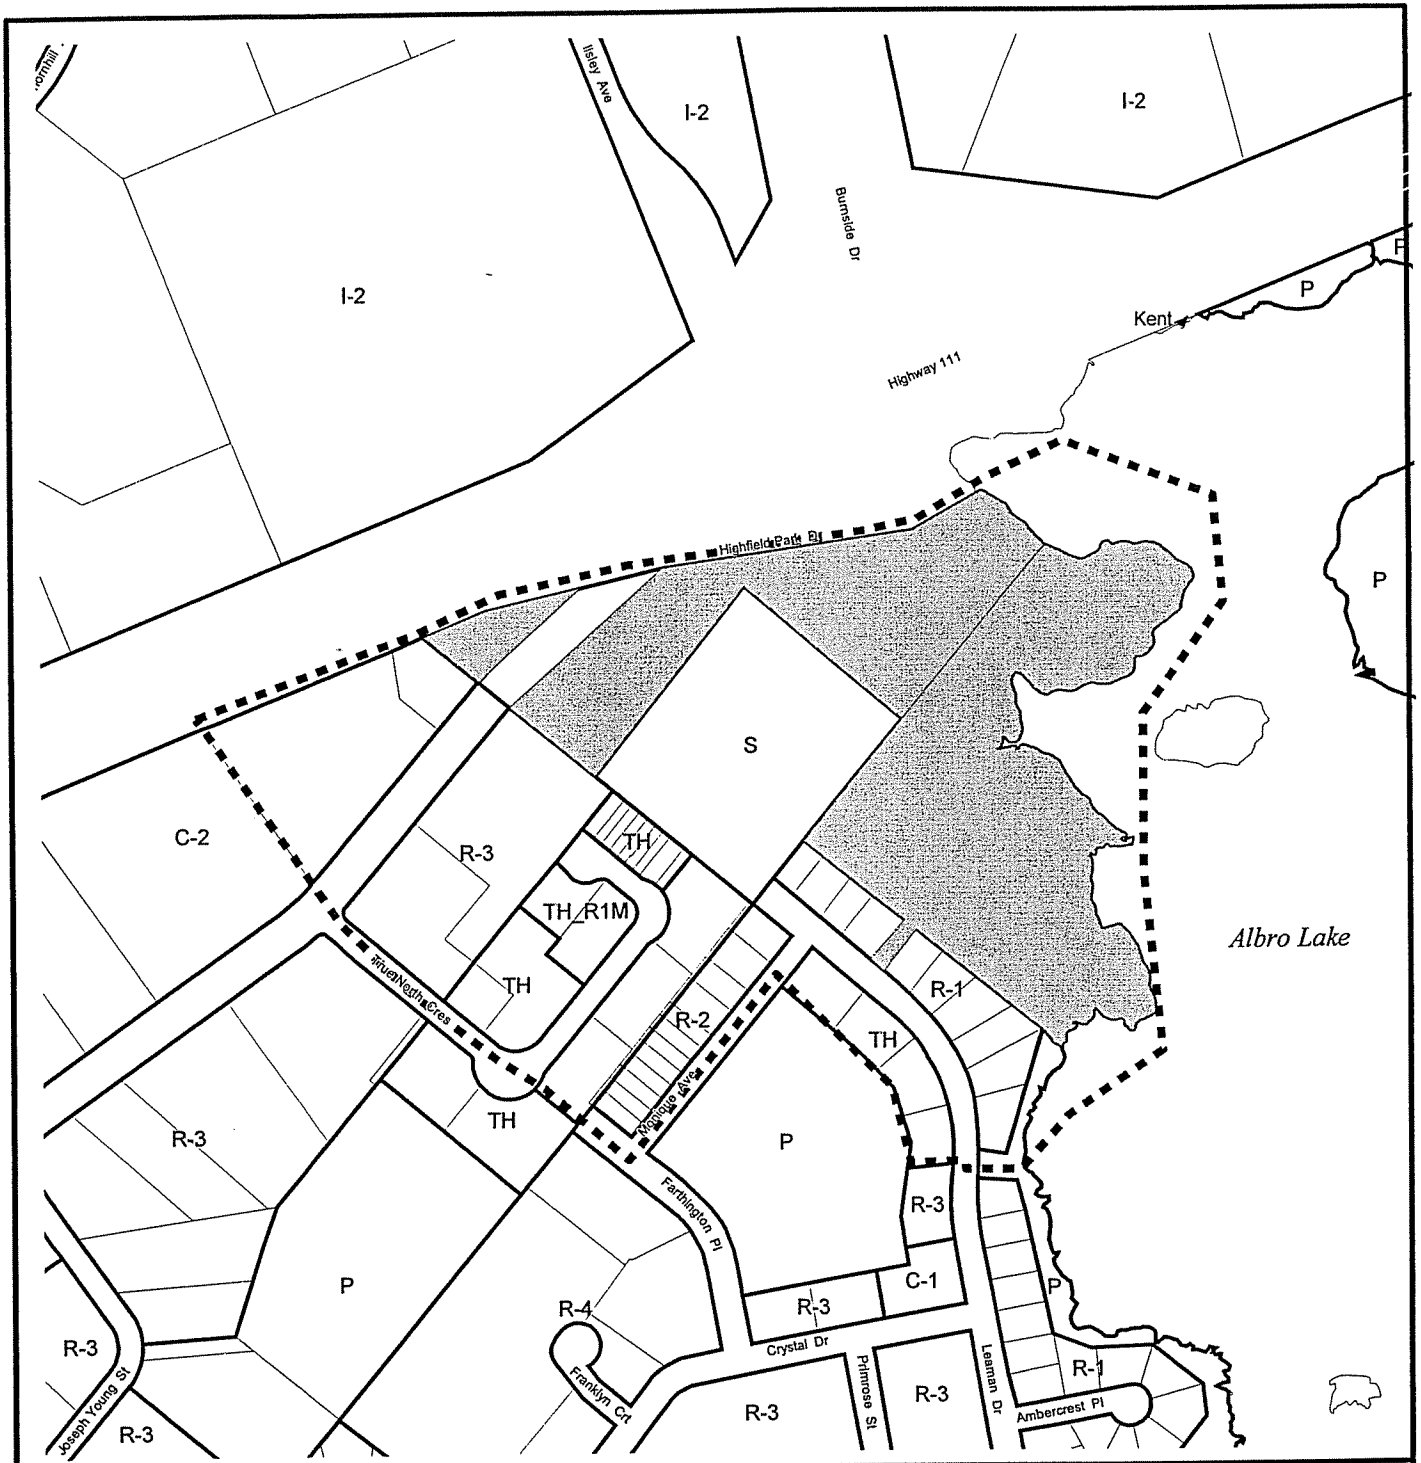 Ilsley Ave
I-2
I-2
Burnside Dr
I-2
P
Kent
Highway 111
Highfield Park Dr
P
S
C-2
R-3
TH
TH_R1M
TH
True North Cres
R-2
R-1
TH
Albro Lake
Monique Ave
TH
R-3
P
Farthington Pl
R-3
P
R-4
C-1
R-3
P
Crystal Dr
R-3
Joseph Young St
Franklyn Crt
Primrose St
Leaman Dr
R-1
R-3
R-3
R-3
Ambercrest Pl